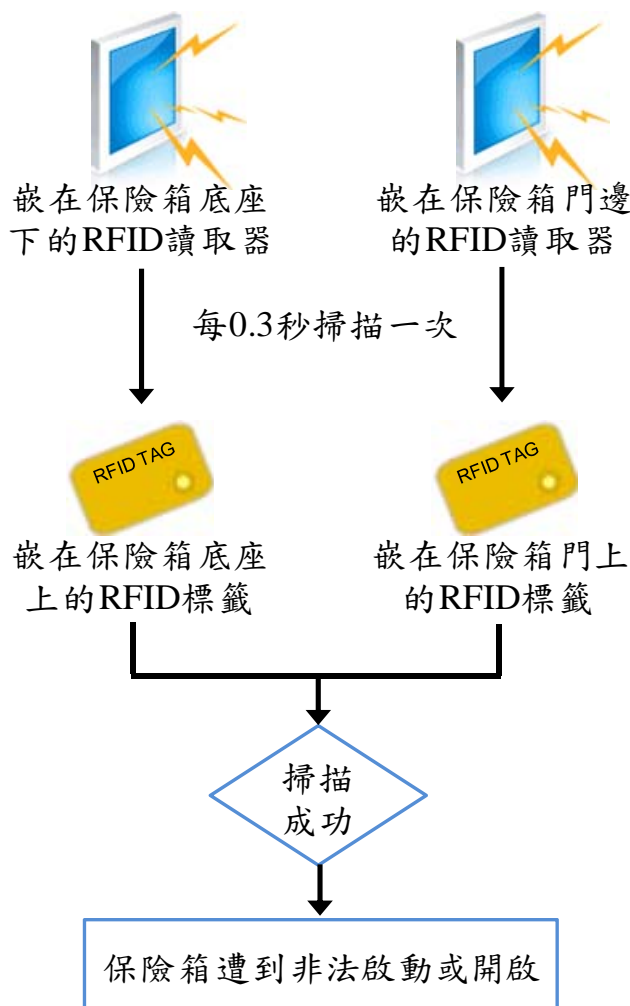 嵌在保險箱底座
下的RFID讀取器
嵌在保險箱門邊
的RFID讀取器
每0.3秒掃描一次
RFID TAG
RFID TAG
嵌在保險箱底座
上的RFID標籤
嵌在保險箱門上
的RFID標籤
掃描
成功
保險箱遭到非法啟動或開啟